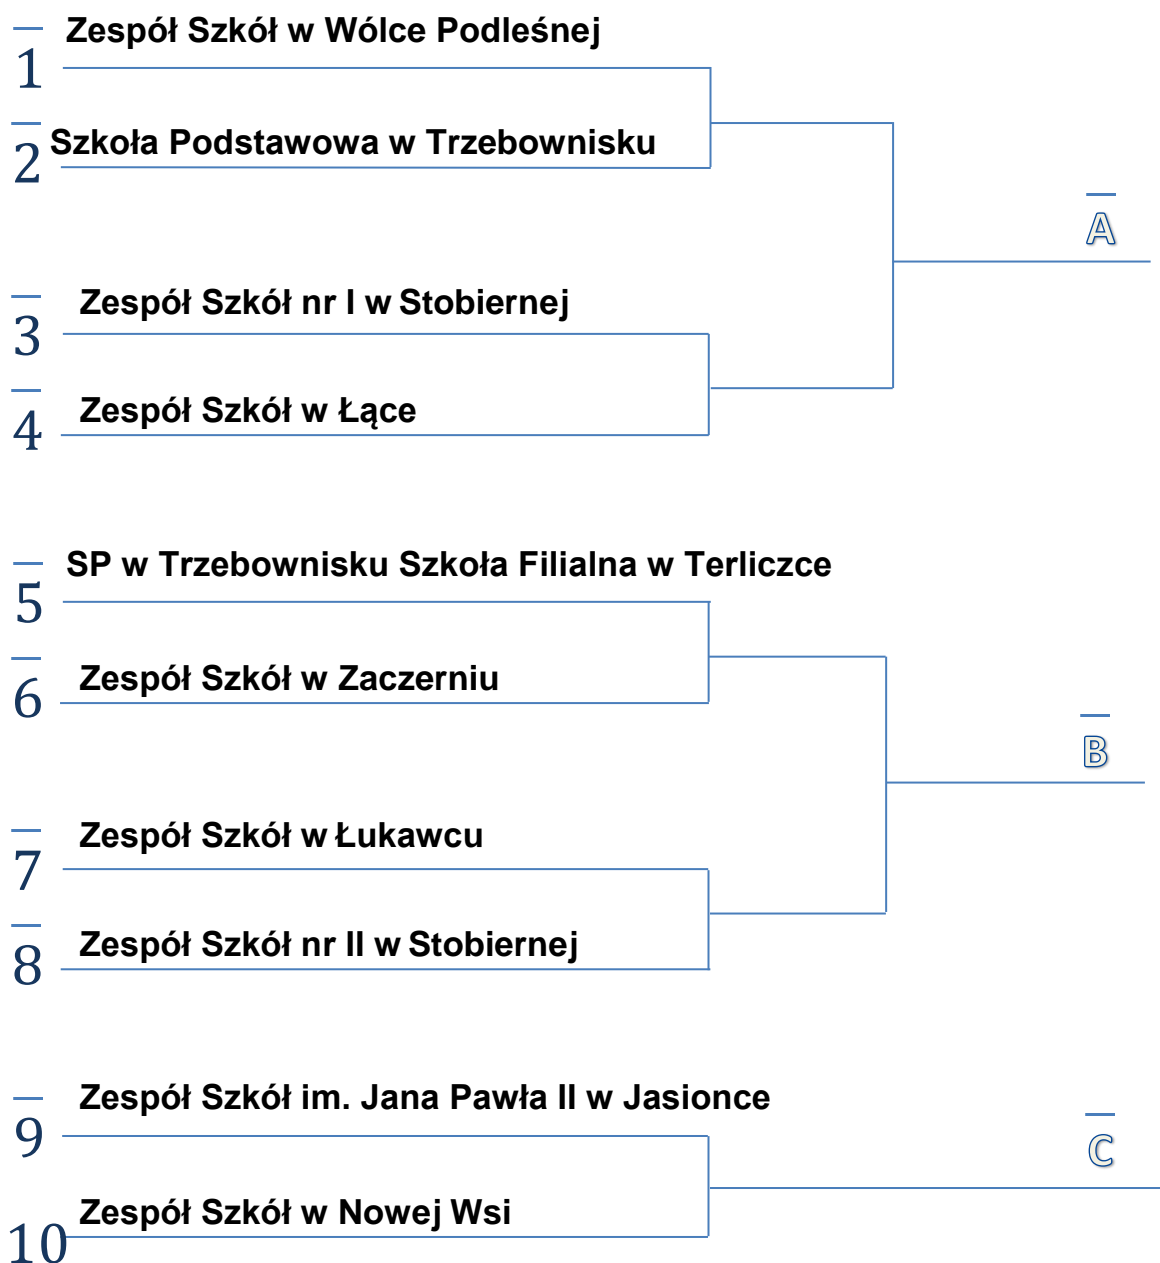 Zespół Szkół w Wólce Podleśnej
1
Szkoła Podstawowa w Trzebownisku
2
A
Zespół Szkół nr I w Stobiernej
3
Zespół Szkół w Łące
4
SP w Trzebownisku Szkoła Filialna w Terliczce
5
Zespół Szkół w Zaczerniu
6
B
Zespół Szkół w Łukawcu
7
Zespół Szkół nr II w Stobiernej
8
Zespół Szkół im. Jana Pawła II w Jasionce
9
C
Zespół Szkół w Nowej Wsi
10